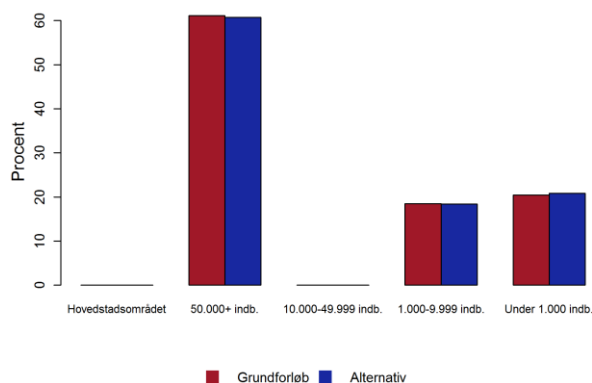 60
50
40
30
20
10
0
Procent
Hovedstadsområdet 50.000+ indb. 10.000-49.999 indb. 1.000-9.999 indb. Under 1.000 indb.
Grundforløb Alternativ